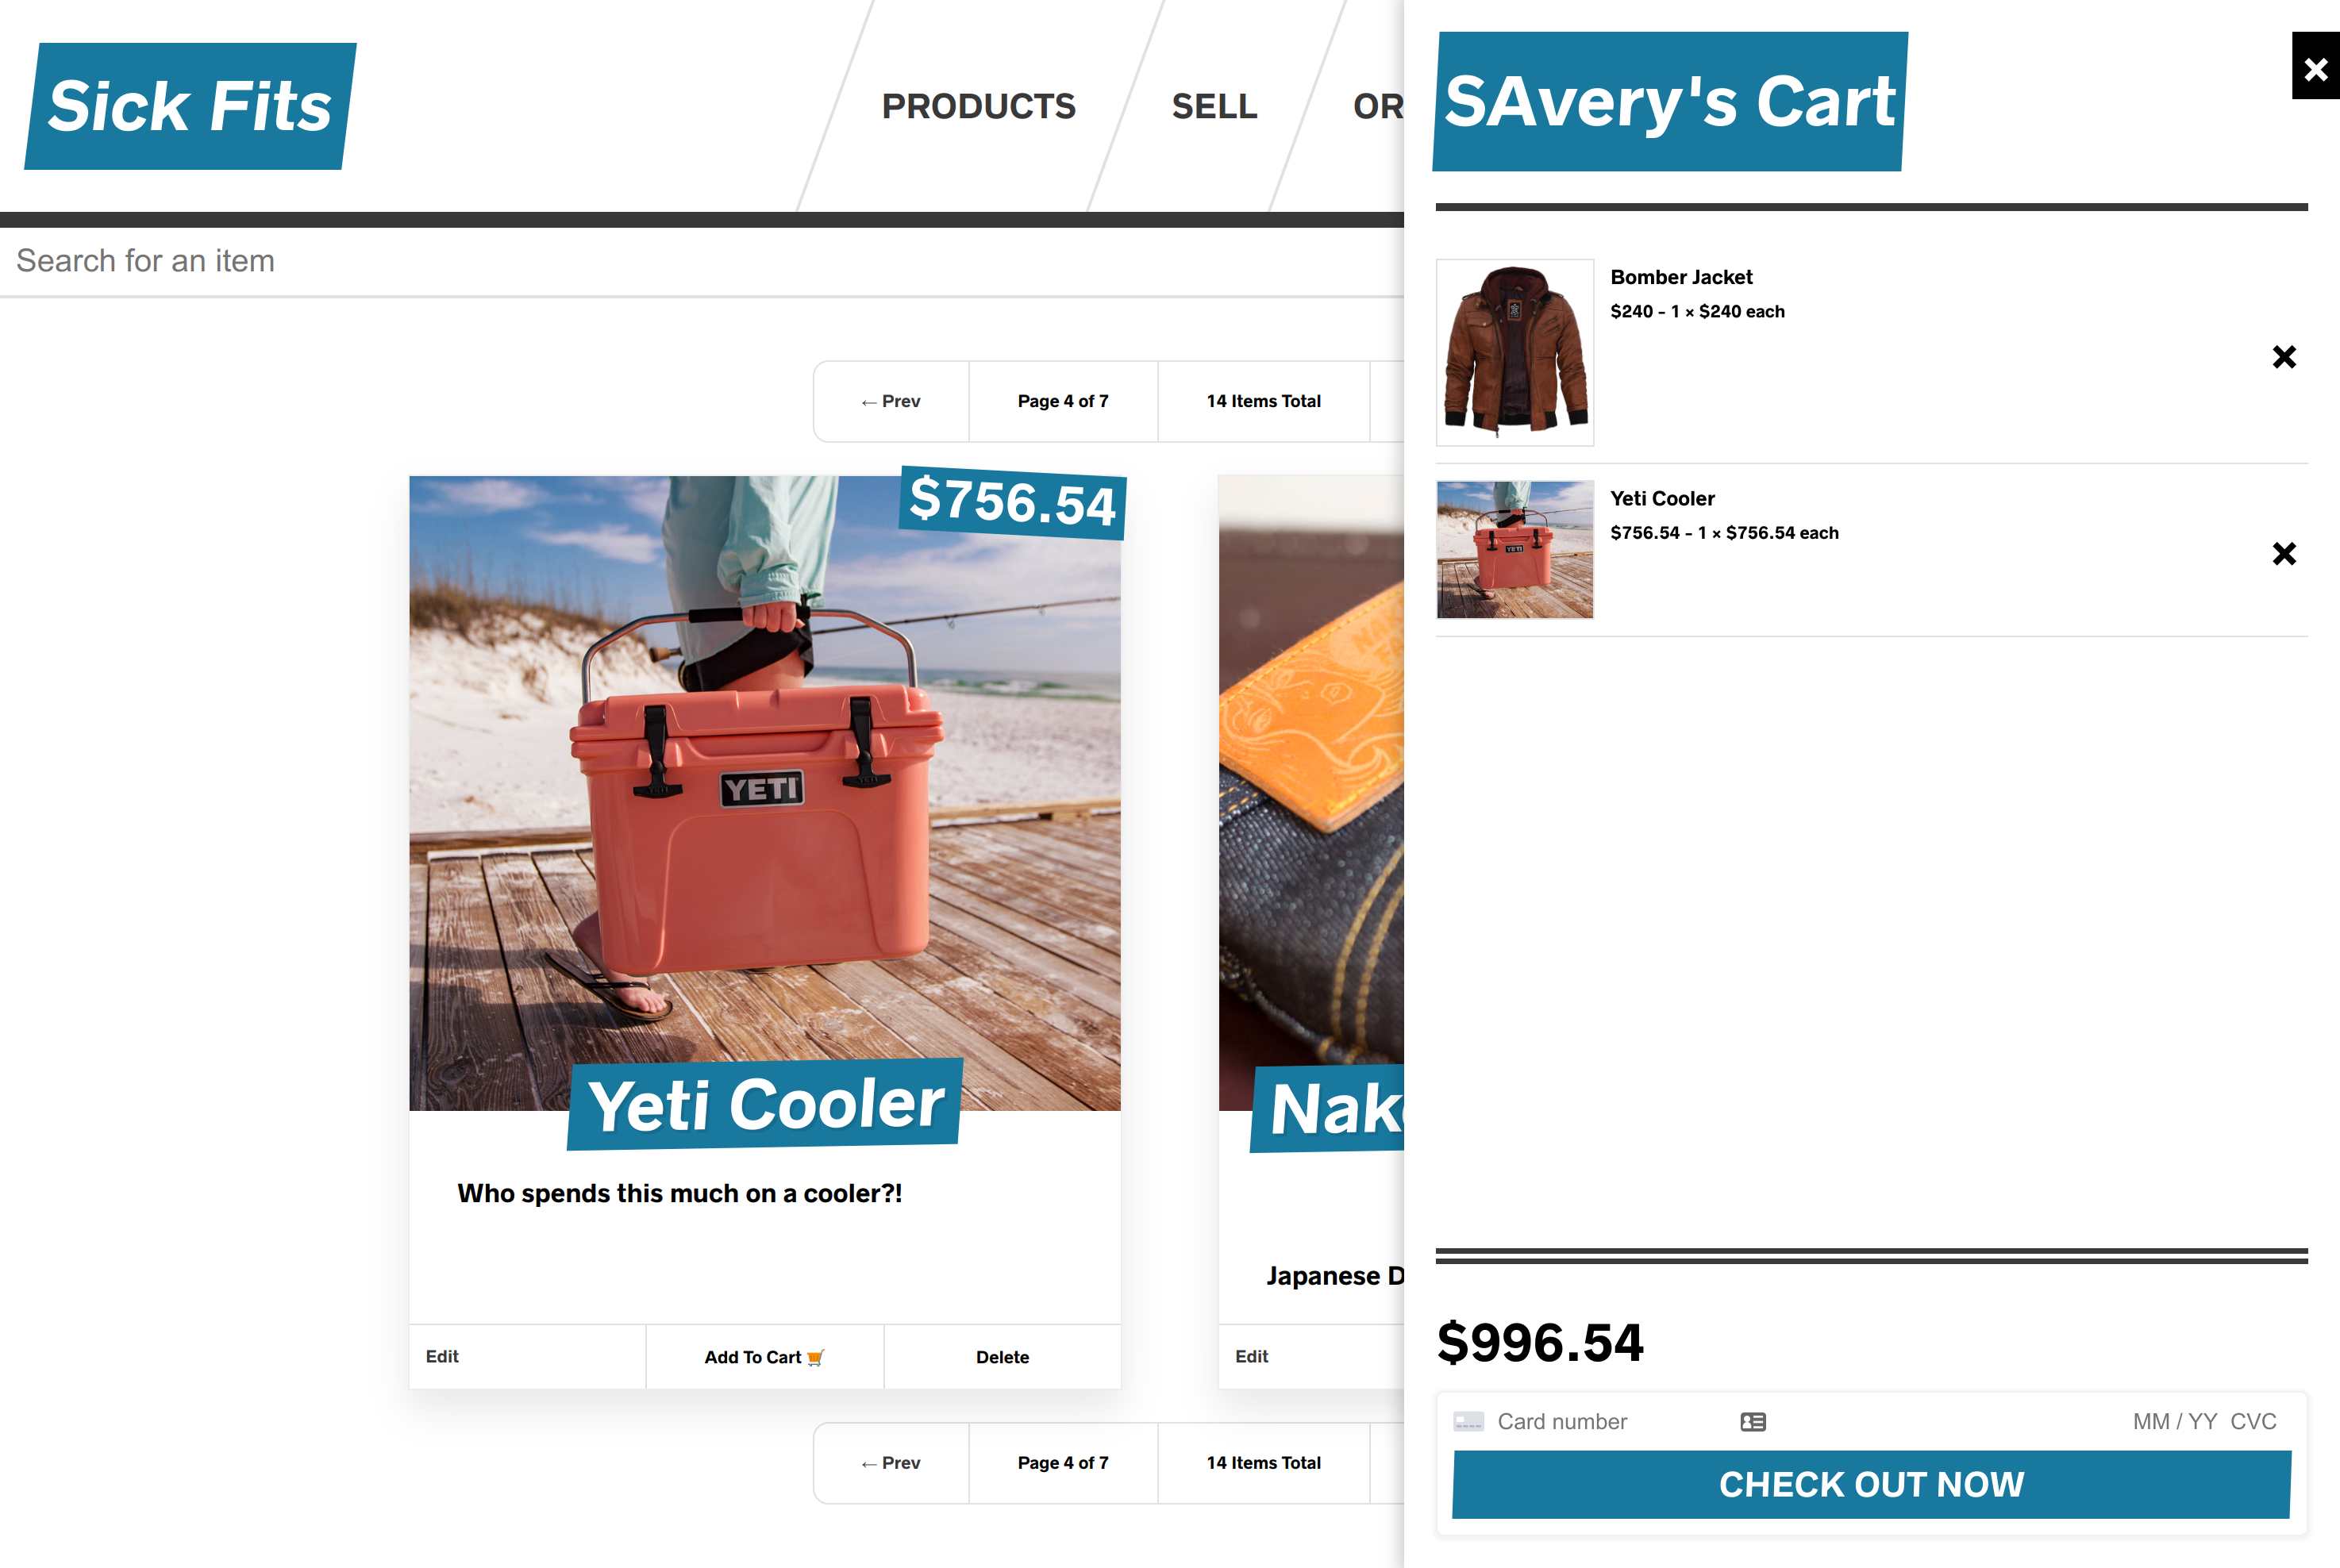 Sick Fits
PRODUCTS
SELL
OR
Search for an item
← Prev
Page 4 of 7
14 Items Total
$756.54
YETI
Yeti Cooler
Who spends this much on a cooler?!
Edit
Add To Cart 🛒
Delete
Nak
Japanese D
Edit
← Prev
Page 4 of 7
14 Items Total
SAvery's Cart
×
Bomber Jacket
$240 - 1 × $240 each
×
Yeti Cooler
$756.54 - 1 × $756.54 each
×
YETI
$996.54
Card number
MM / YY CVC
CHECK OUT NOW